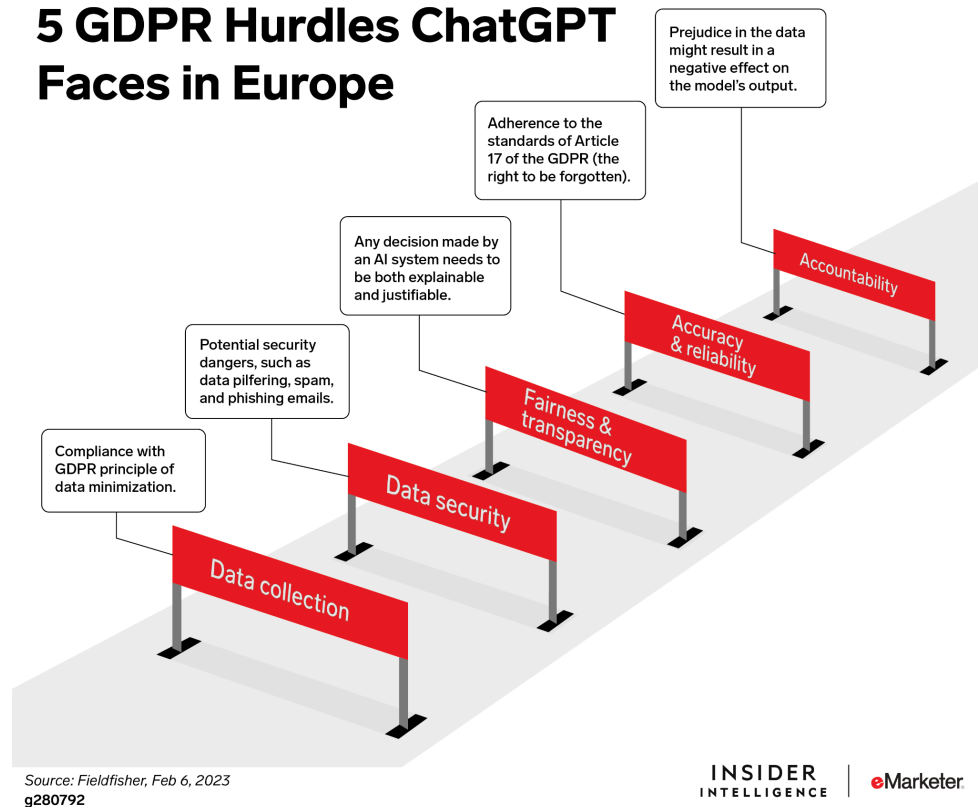 5 GDPR Hurdles ChatGPT
Faces in Europe
Compliance with
GDPR principle of
data minimization.
Data collection
Potential security
dangers, such as
data pilfering, spam,
and phishing emails.
Data security
Any decision made by
an AI system needs to
be both explainable
and justifiable.
Fairness &
transparency
Adherence to the
standards of Article
17 of the GDPR (the
right to be forgotten).
Accuracy
& reliability
Prejudice in the data
might result in a
negative effect on
the model's output.
Accountability
Source: Fieldfisher, Feb 6, 2023
g280792
INSIDER
INTELLIGENCE
eMarketer